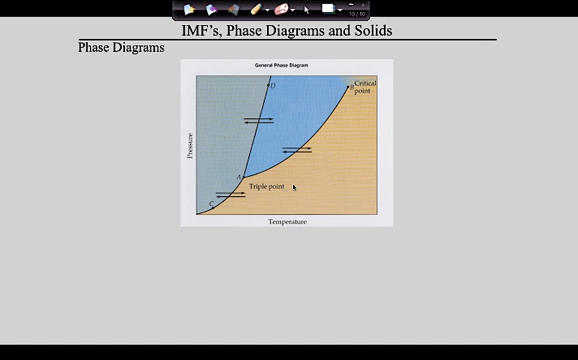 10 / 10
IMF's, Phase Diagrams and Solids
Phase Diagrams
General Phase Diagram
D
B Critical
point
Pressure
A
Triple point
C
Temperature